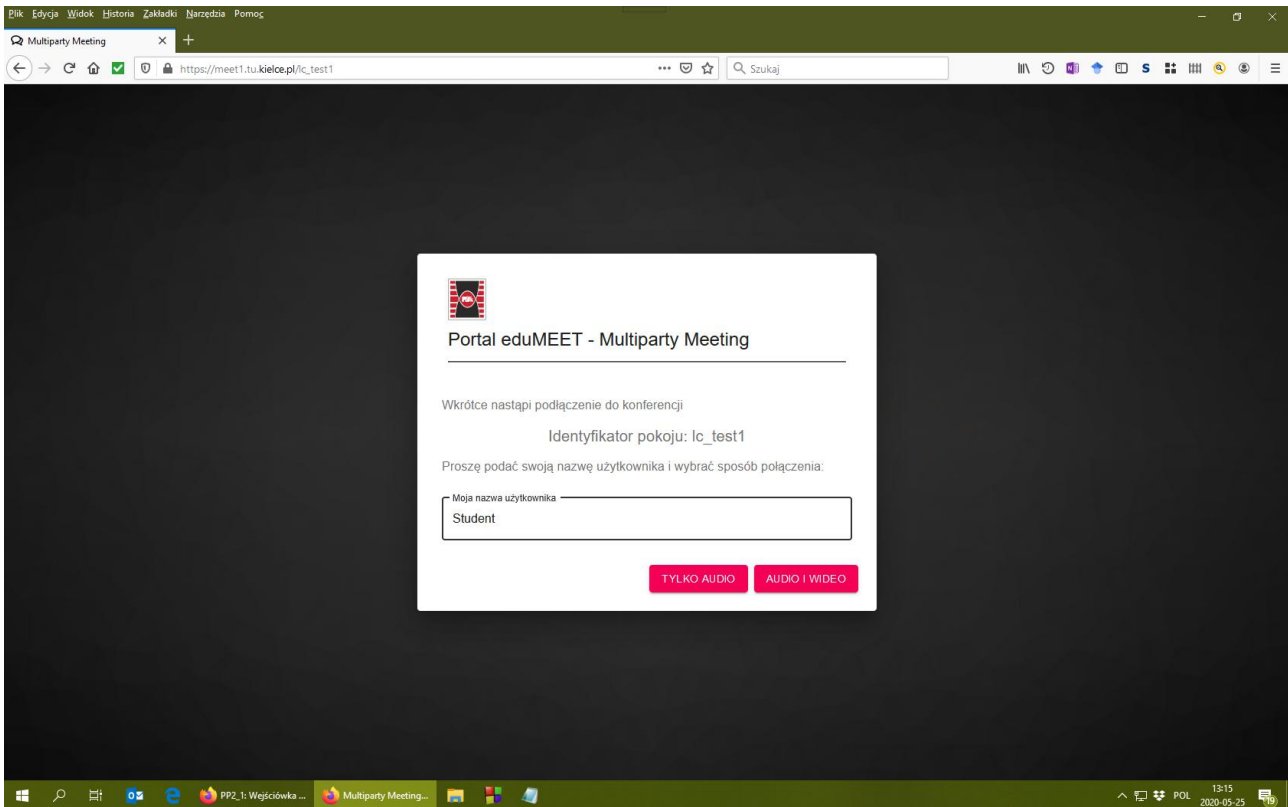 Plik Edycja Widok Historia Zakładki Narzędzia Pomoc
Multiparty Meeting
https://meet1.tu.kielce.pl/lc_test1
Szukaj
Portal eduMEET - Multiparty Meeting
Wkrótce nastąpi podłączenie do konferencji
Identyfikator pokoju: lc_test1
Proszę podać swoją nazwę użytkownika i wybrać sposób połączenia:
Moja nazwa użytkownika
Student
TYLKO AUDIO AUDIO I WIDEO
PP2_1: Wejściówka ... Multiparty Meeting... POL 13:15
2020-05-25